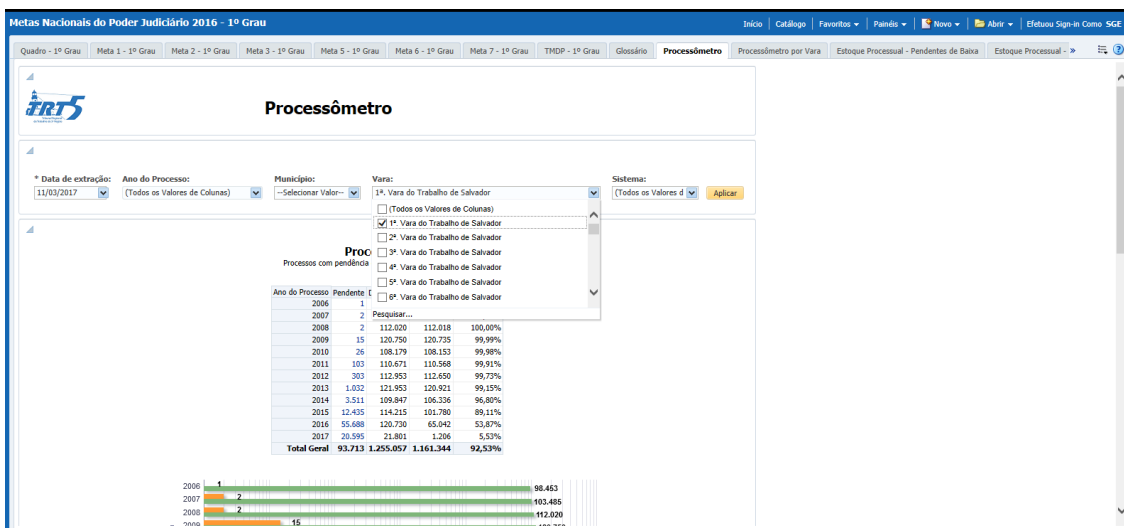 Metas Nacionais do Poder Judiciário 2016 - 1º Grau
Início Catálogo Favoritos Painéis Novo Abrir Efetuou Sign-in Como SGE
Quadro - 1º Grau Meta 1 - 1º Grau Meta 2 - 1º Grau Meta 3 - 1º Grau Meta 5 - 1º Grau Meta 6 - 1º Grau Meta 7 - 1º Grau TMDP - 1º Grau Glossário Processômetro Processômetro por Vara Estoque Processual - Pendentes de Baixa Estoque Processual - »
TRT5
Processômetro
* Data de extração: Ano do Processo: Município: Vara: Sistema:
11/03/2017 (Todos os Valores de Colunas) --Selecionar Valor-- 1ª. Vara do Trabalho de Salvador (Todos os Valores d Aplicar
(Todos os Valores de Colunas)
1ª. Vara do Trabalho de Salvador
2ª. Vara do Trabalho de Salvador
3ª. Vara do Trabalho de Salvador
4ª. Vara do Trabalho de Salvador
5ª. Vara do Trabalho de Salvador
6ª. Vara do Trabalho de Salvador
Pesquisar...
Proc
Processos com pendência
Ano do Processo Pendente
2006 1
2007 2
2008 2 112.020 112.018 100,00%
2009 15 120.750 120.735 99,99%
2010 26 108.179 108.153 99,98%
2011 103 110.671 110.568 99,91%
2012 303 112.953 112.650 99,73%
2013 1.032 121.953 120.921 99,15%
2014 3.511 109.847 106.336 96,80%
2015 12.435 114.215 101.780 89,11%
2016 55.688 120.730 65.042 53,87%
2017 20.595 21.801 1.206 5,53%
Total Geral 93.713 1.255.057 1.161.344 92,53%
2006 1 98.453
2007 2 103.485
2008 2 112.020
2009 15